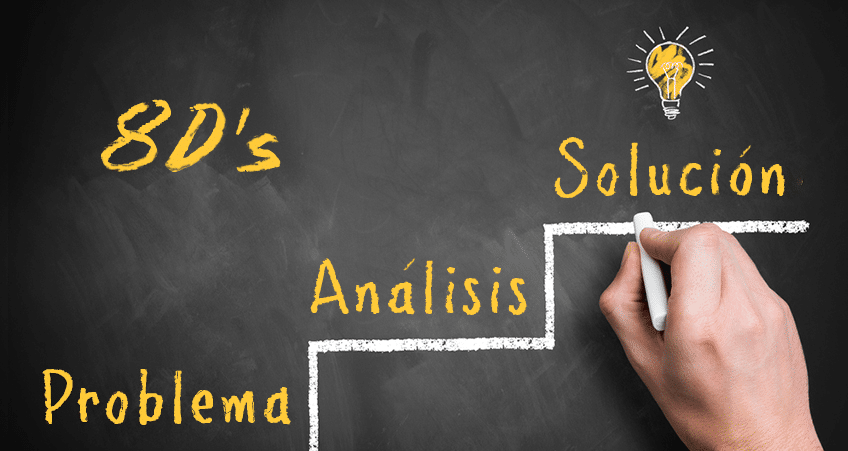 8D's
Solución
Análisis
Problema